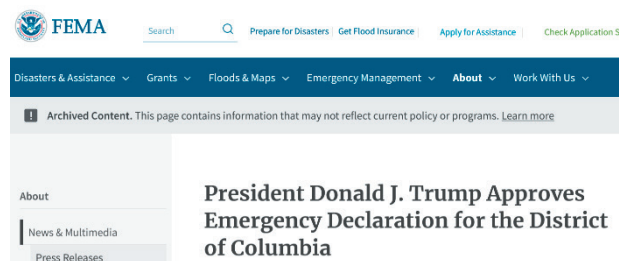 FEMA
Search
Prepare for Disasters Get Flood Insurance Apply for Assistance Check Application S
Disasters & Assistance Grants Floods & Maps Emergency Management About Work With Us
! Archived Content. This page contains information that may not reflect current policy or programs. Learn more
About
News & Multimedia
Press Releases
President Donald J. Trump Approves
Emergency Declaration for the District
of Columbia